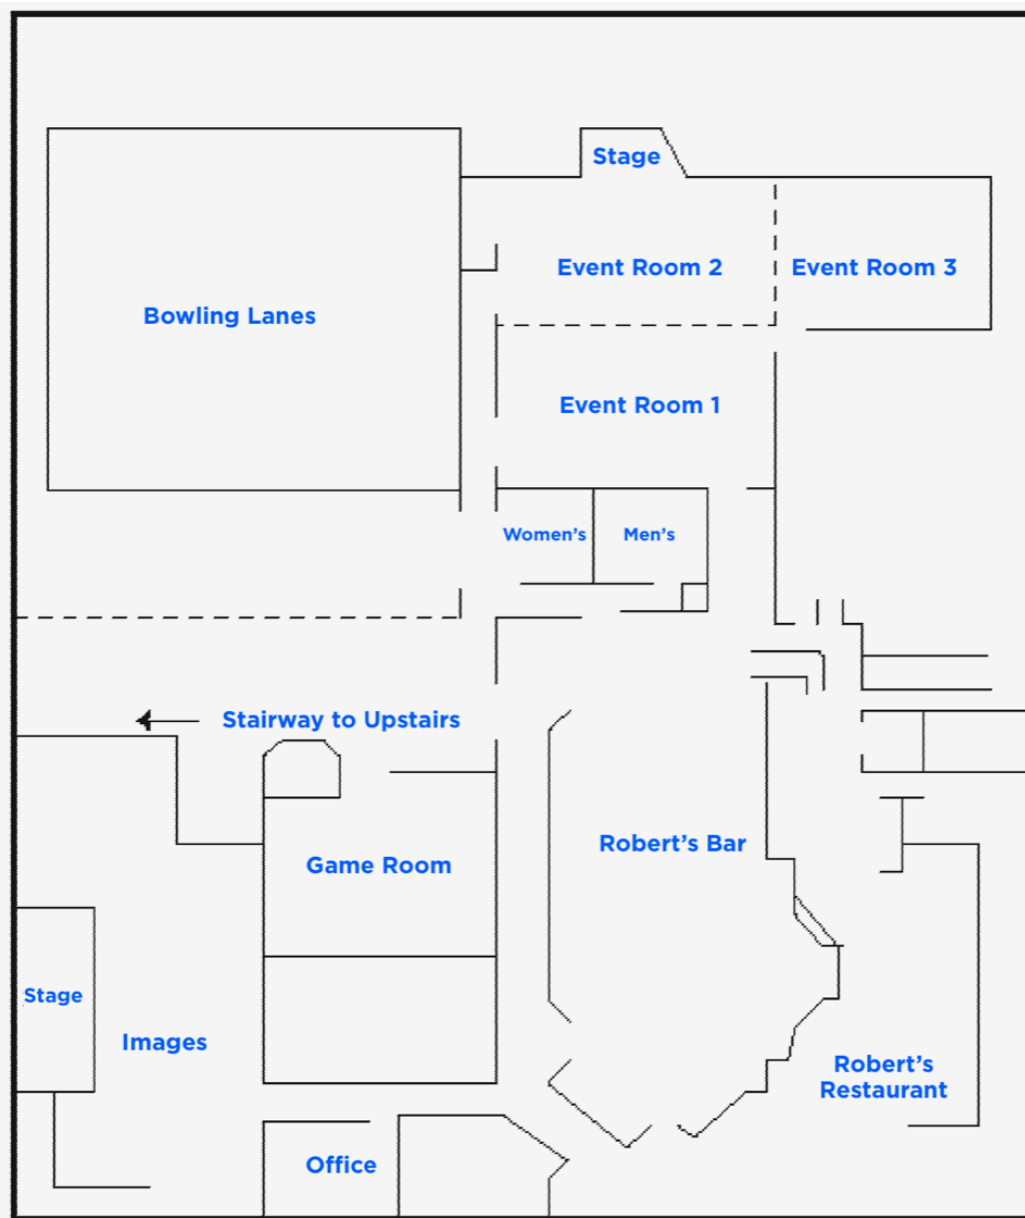 Stage
Event Room 2
Event Room 3
Bowling Lanes
Event Room 1
Women's
Men's
Stairway to Upstairs
Robert's Bar
Game Room
Stage
Images
Robert's
Restaurant
Office